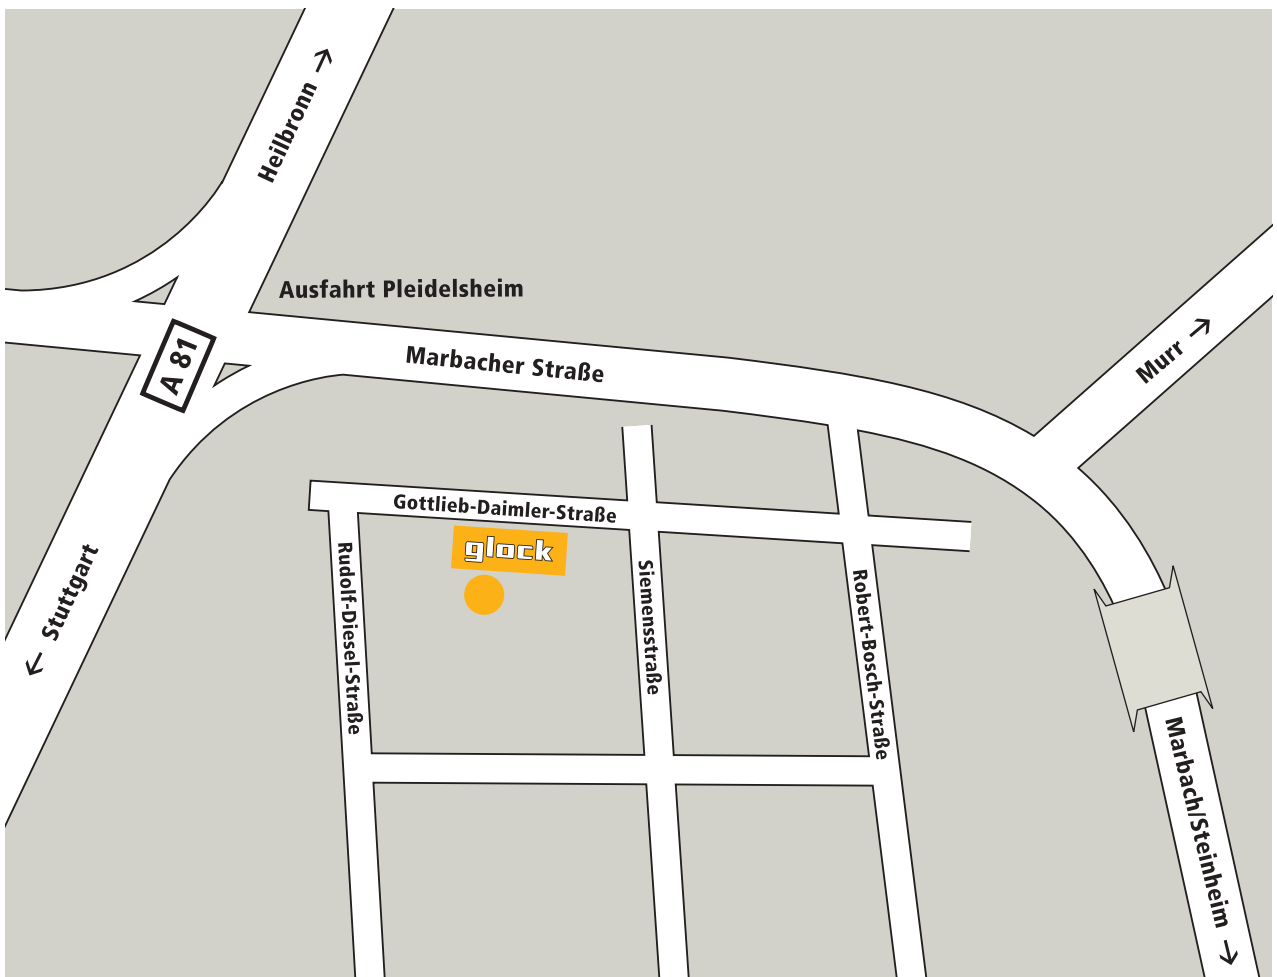 Heilbronn →
Ausfahrt Pleidelsheim
A 81
Marbacher Straße
Murr →
Gottlieb-Daimler-Straße
glock
← Stuttgart
Rudolf-Diesel-Straße
Siemensstraße
Robert-Bosch-Straße
Marbach/Steinheim →